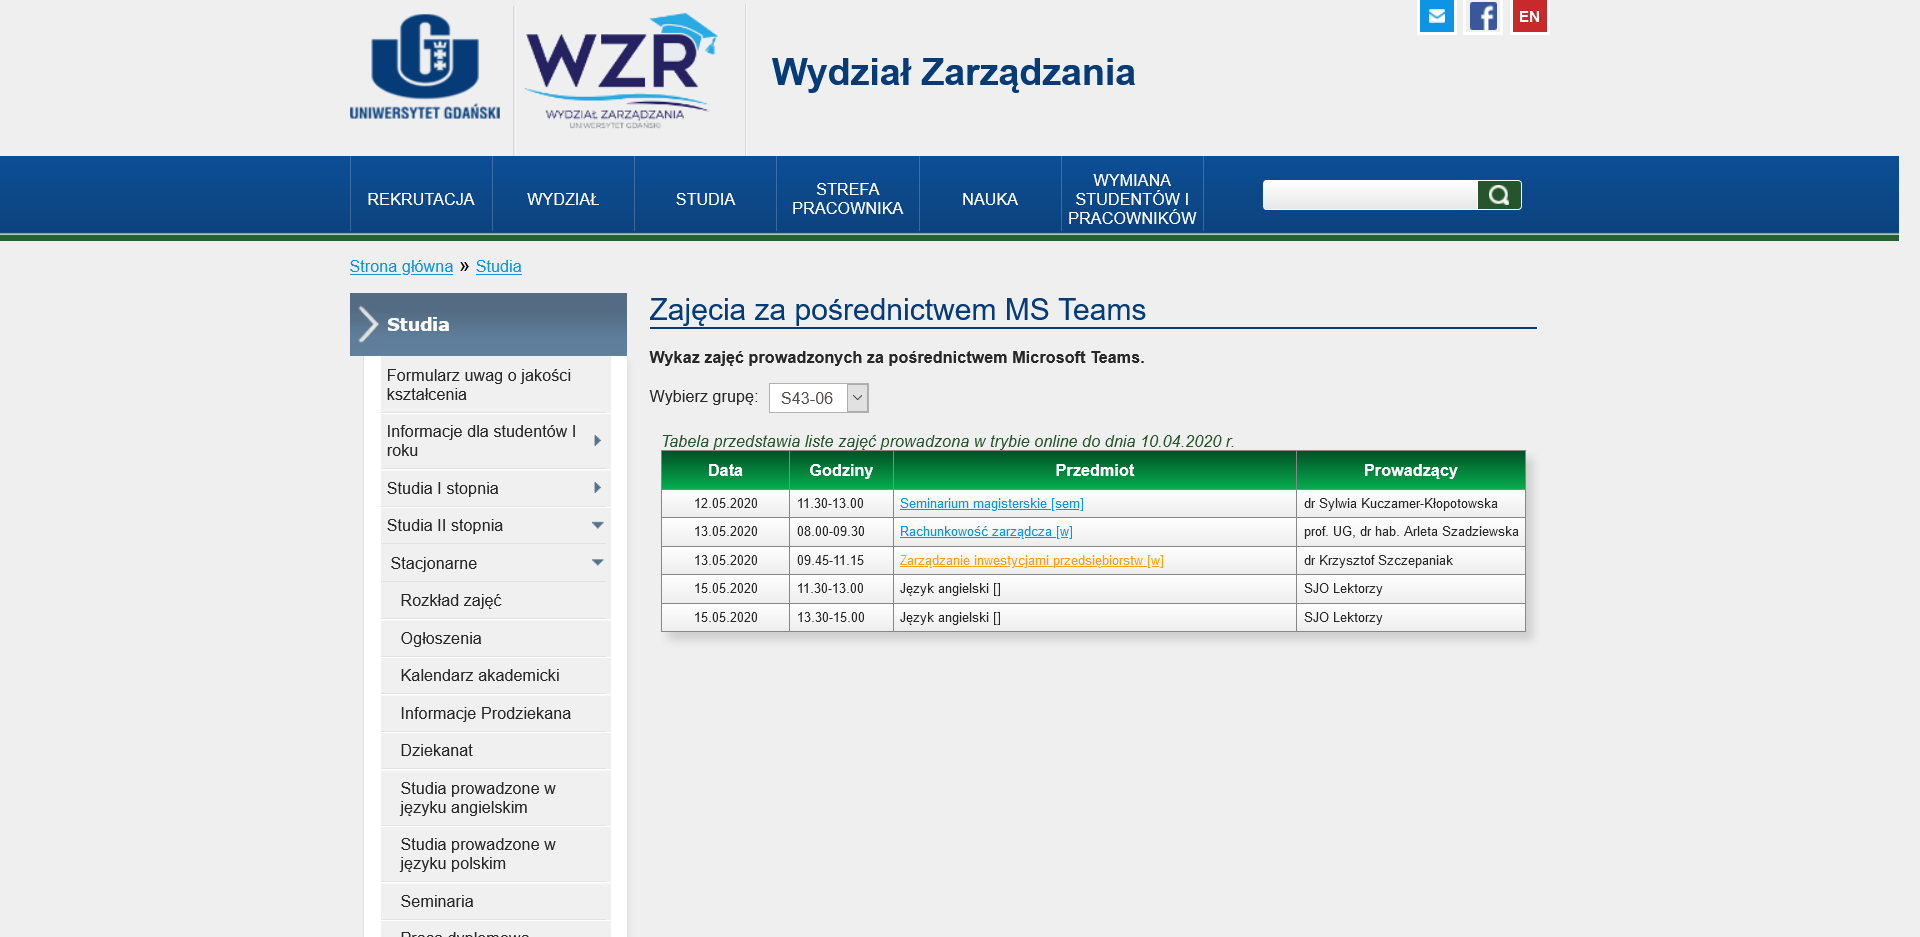 UNIWERSYTET GDAŃSKI
WZR
WYDZIAŁ ZARZĄDZANIA
UNIWERSYTET GDAŃSKI
Wydział Zarządzania
EN
REKRUTACJA
WYDZIAŁ
STUDIA
STREFA
PRACOWNIKA
NAUKA
WYMIANA
STUDENTÓW I
PRACOWNIKÓW
Strona główna » Studia
Studia
Formularz uwag o jakości
kształcenia
Informacje dla studentów I
roku
Studia I stopnia
Studia II stopnia
Stacjonarne
Rozkład zajęć
Ogłoszenia
Kalendarz akademicki
Informacje Prodziekana
Dziekanat
Studia prowadzone w
języku angielskim
Studia prowadzone w
języku polskim
Seminaria
Zajęcia za pośrednictwem MS Teams
Wykaz zajęć prowadzonych za pośrednictwem Microsoft Teams.
Wybierz grupę: S43-06
Tabela przedstawia liste zajęć prowadzona w trybie online do dnia 10.04.2020 r.
Data Godziny Przedmiot Prowadzący
12.05.2020 11.30-13.00 Seminarium magisterskie [sem] dr Sylwia Kuczamer-Kłopotowska
13.05.2020 08.00-09.30 Rachunkowość zarządcza [w] prof. UG, dr hab. Arleta Szadziewska
13.05.2020 09.45-11.15 Zarządzanie inwestycjami przedsiębiorstw [w] dr Krzysztof Szczepaniak
15.05.2020 11.30-13.00 Język angielski [] SJO Lektorzy
15.05.2020 13.30-15.00 Język angielski [] SJO Lektorzy